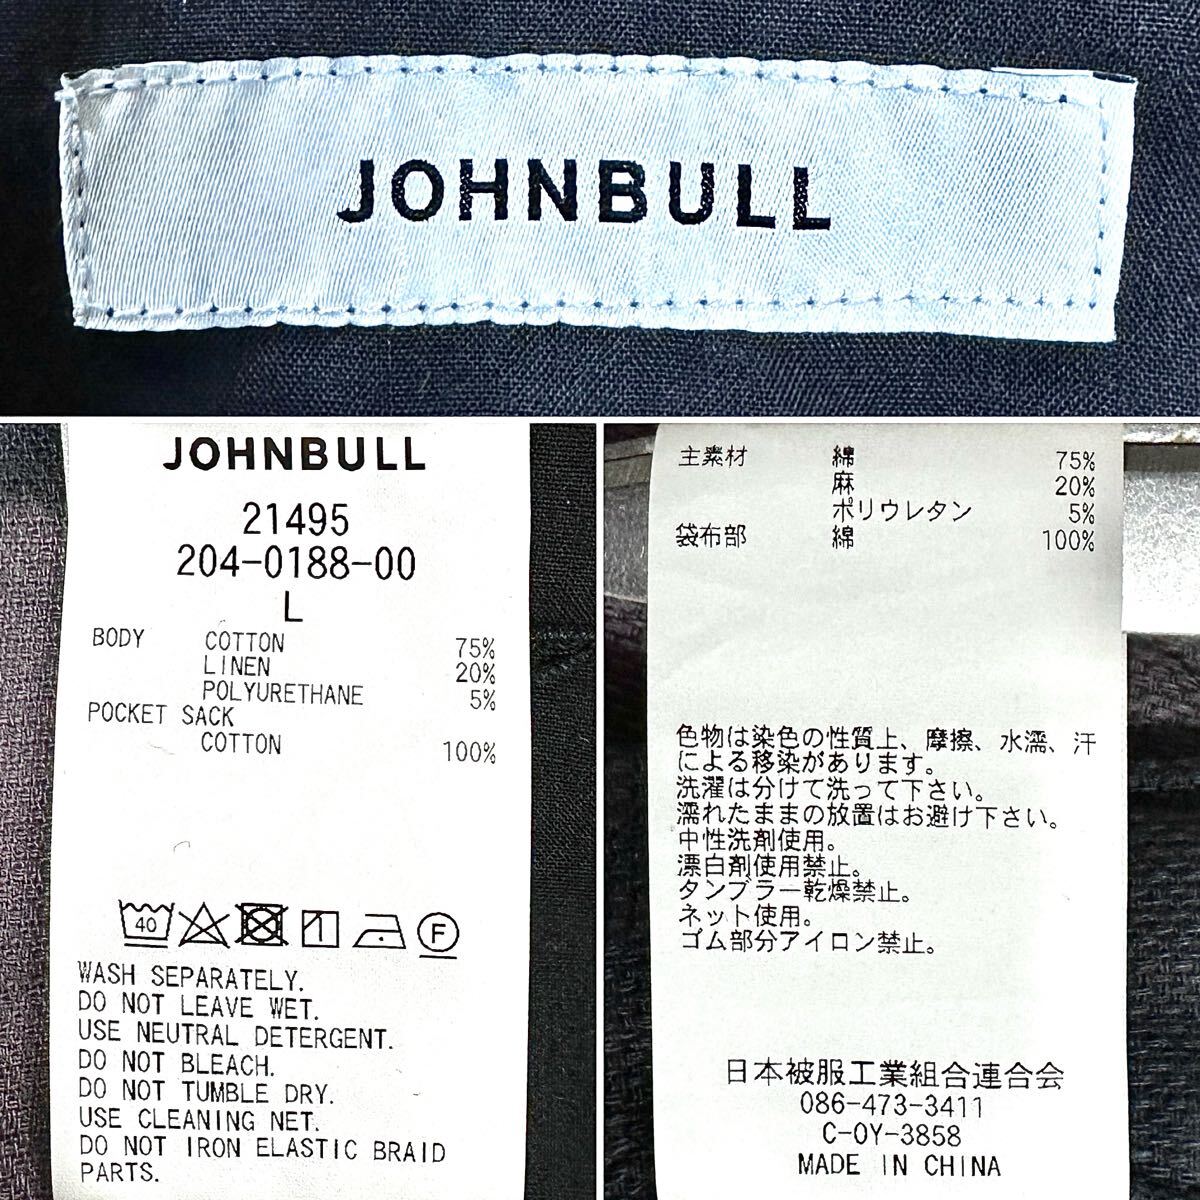 JOHNBULL
JOHNBULL
21495
204-0188-00
L
BODY COTTON 75%
LINEN 20%
POLYURETHANE 5%
POCKET SACK
COTTON 100%
40
F
WASH SEPARATELY.
DO NOT LEAVE WET.
USE NEUTRAL DETERGENT.
DO NOT BLEACH.
DO NOT TUMBLE DRY.
USE CLEANING NET.
DO NOT IRON ELASTIC BRAID
PARTS.
主素材 綿 75%
麻 20%
ポリウレタン 5%
袋布部 綿 100%
色物は染色の性質上、摩擦、水濡、汗
による移染があります。
洗濯は分けて洗って下さい。
濡れたままの放置はお避け下さい。
中性洗剤使用。
漂白剤使用禁止。
タンブラー乾燥禁止。
ネット使用。
ゴム部分アイロン禁止。
日本被服工業組合連合会
086-473-3411
C-OY-3858
MADE IN CHINA